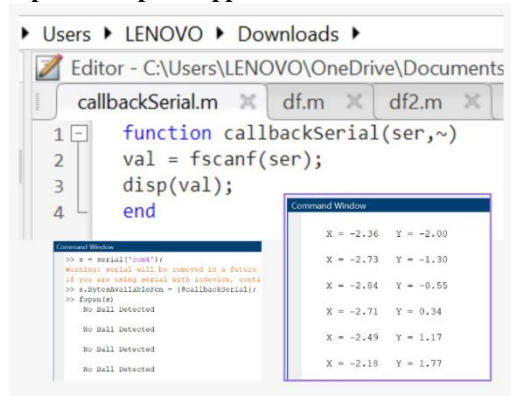 Users ▸ LENOVO ▸ Downloads ▸
Editor - C:\Users\LENOVO\OneDrive\Documents
callbackSerial.m df.m df2.m
1 function callbackSerial(ser,~)
2 val = fscanf(ser);
3 disp(val);
4 end
Command Window
>> s = serial('com4');
Warning: serial will be removed in a future
If you are using serial with icdevice, conti
>> s.BytesAvailableFcn = {@callbackSerial};
>> fopen(s)
No Ball Detected
No Ball Detected
No Ball Detected
No Ball Detected
Command Window
X = -2.36 Y = -2.00
X = -2.73 Y = -1.30
X = -2.84 Y = -0.55
X = -2.71 Y = 0.34
X = -2.49 Y = 1.17
X = -2.18 Y = 1.77